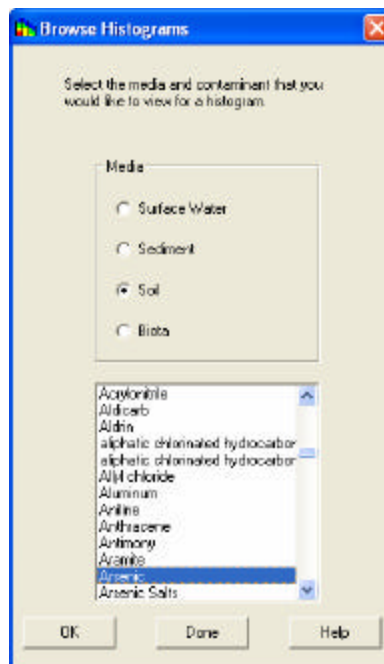 Browse Histograms
Select the media and contaminant that you
would like to view for a histogram.
Media
Surface Water
Sediment
Soil
Biota
Acrylonitrile
Aldicarb
Aldrin
aliphatic chlorinated hydrocarbor
aliphatic chlorinated hydrocarbor
Allyl chloride
Aluminum
Aniline
Anthracene
Antimony
Aramite
Arsenic
Arsenic Salts
OK
Done
Help